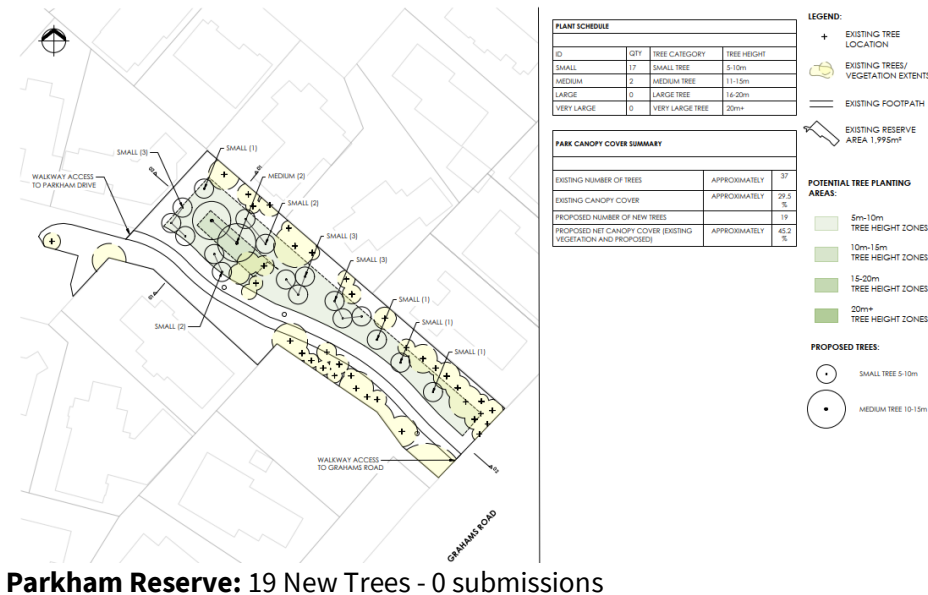 SMALL (3)
SMALL (1)
MEDIUM (2)
WALKWAY ACCESS
TO PARKHAM DRIVE
SMALL (2)
SMALL (3)
SMALL (3)
SMALL (1)
SMALL (1)
SMALL (2)
SMALL (1)
WALKWAY ACCESS
TO GRAHAMS ROAD
GRAHAMS ROAD
PLANT SCHEDULE
ID QTY TREE CATEGORY TREE HEIGHT
SMALL 17 SMALL TREE 5-10m
MEDIUM 2 MEDIUM TREE 11-15m
LARGE 0 LARGE TREE 16-20m
VERY LARGE 0 VERY LARGE TREE 20m+
PARK CANOPY COVER SUMMARY
EXISTING NUMBER OF TREES APPROXIMATELY 37
EXISTING CANOPY COVER APPROXIMATELY 29.5
%
PROPOSED NUMBER OF NEW TREES 19
PROPOSED NET CANOPY COVER (EXISTING APPROXIMATELY 45.2
VEGETATION AND PROPOSED) %
LEGEND:
EXISTING TREE
LOCATION
EXISTING TREES/
VEGETATION EXTENTS
EXISTING FOOTPATH
EXISTING RESERVE
AREA 1,995m²
POTENTIAL TREE PLANTING
AREAS:
5m-10m
TREE HEIGHT ZONES
10m-15m
TREE HEIGHT ZONES
15-20m
TREE HEIGHT ZONES
20m+
TREE HEIGHT ZONES
PROPOSED TREES:
SMALL TREE 5-10m
MEDIUM TREE 10-15m
Parkham Reserve: 19 New Trees - 0 submissions